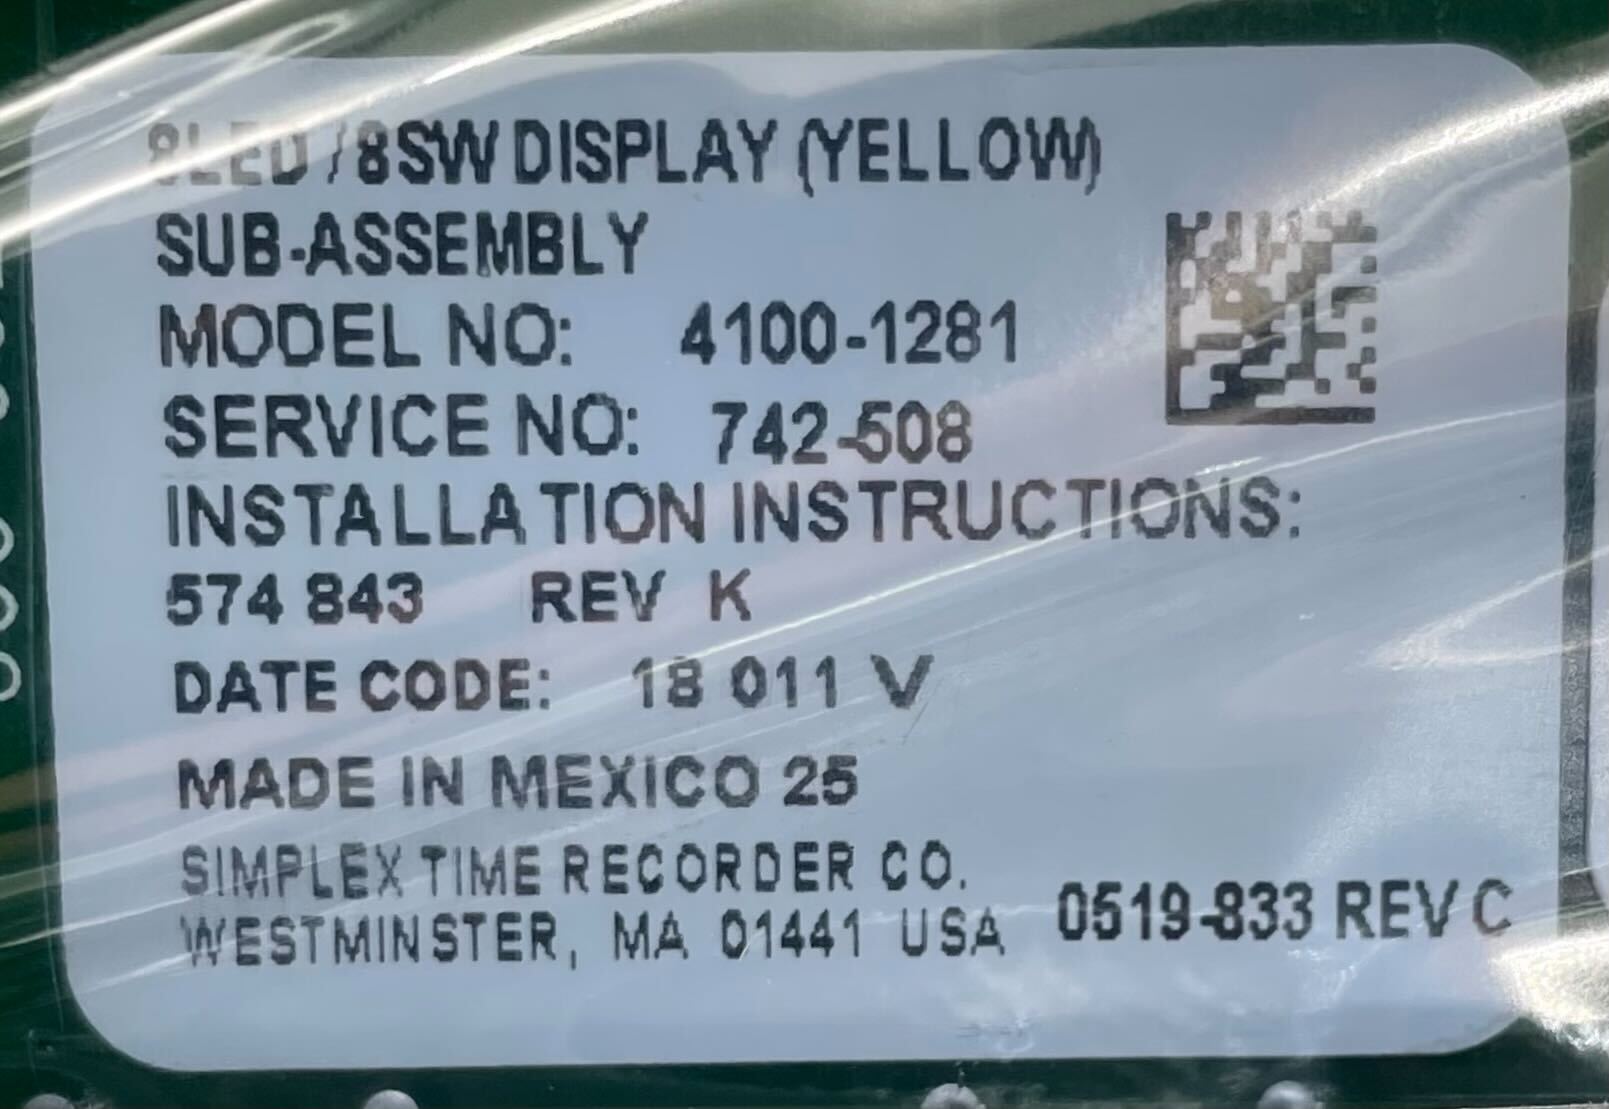 8LED/8SW DISPLAY (YELLOW)
SUB-ASSEMBLY
MODEL NO: 4100-1281
SERVICE NO: 742-508
INSTALLATION INSTRUCTIONS:
574 843 REV K
DATE CODE: 18 011 V
MADE IN MEXICO 25
SIMPLEX TIME RECORDER CO.
WESTMINSTER, MA 01441 USA
0519-833 REV C